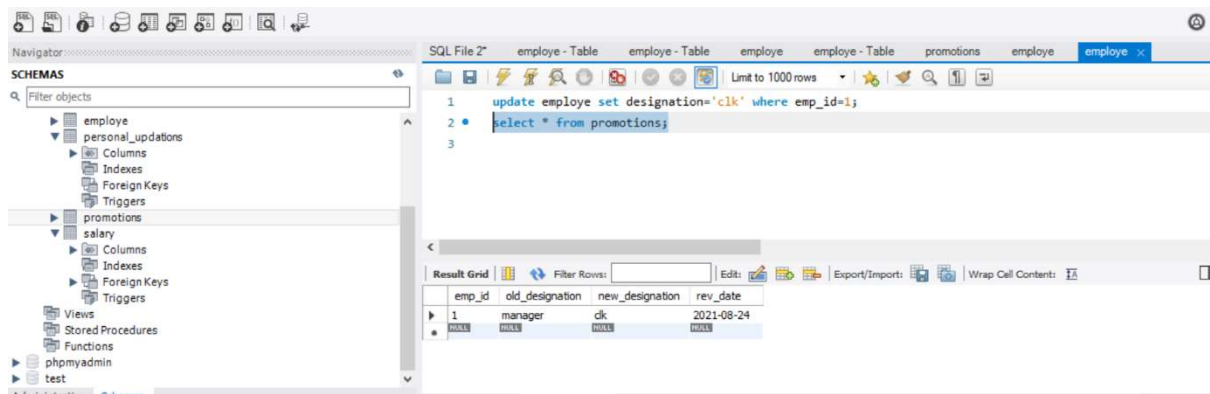 Navigator
SCHEMAS
Filter objects
employe
personal_updations
Columns
Indexes
Foreign Keys
Triggers
promotions
salary
Columns
Indexes
Foreign Keys
Triggers
Views
Stored Procedures
Functions
phpmyadmin
test
SQL File 2* employe - Table employe - Table employe employe - Table promotions employe employe
Limit to 1000 rows
1 update employe set designation='clk' where emp_id=1;
2 select * from promotions;
3
Result Grid Filter Rows: Edit: Export/Import: Wrap Cell Content:
emp_id old_designation new_designation rev_date
1 manager clk 2021-08-24
NULL NULL NULL NULL